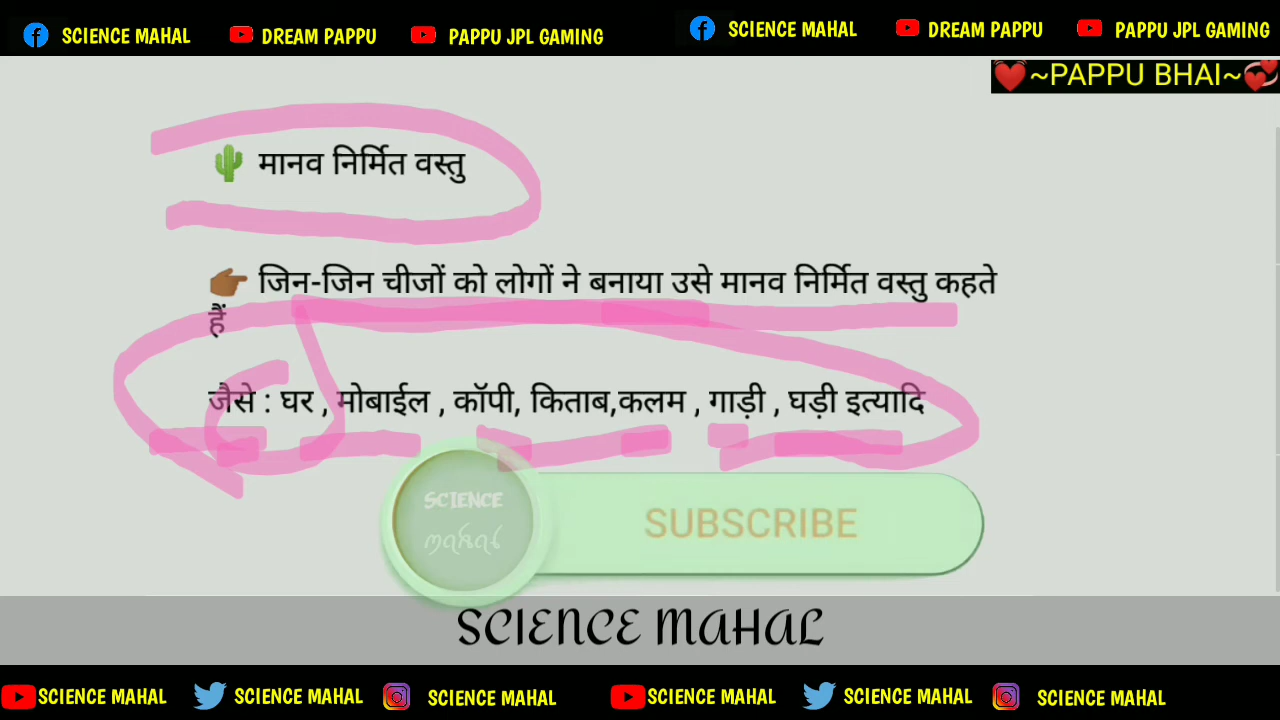 SCIENCE MAHAL DREAM PAPPU PAPPU JPL GAMING SCIENCE MAHAL DREAM PAPPU PAPPU JPL GAMING
~PAPPU BHAI~
मानव निर्मित वस्तु
जिन-जिन चीजों को लोगों ने बनाया उसे मानव निर्मित वस्तु कहते
हैं
जैसे : घर , मोबाईल , कॉपी, किताब,कलम , गाड़ी , घड़ी इत्यादि
SCIENCE
mahal
SUBSCRIBE
SCIENCE MAHAL
SCIENCE MAHAL SCIENCE MAHAL SCIENCE MAHAL SCIENCE MAHAL SCIENCE MAHAL SCIENCE MAHAL